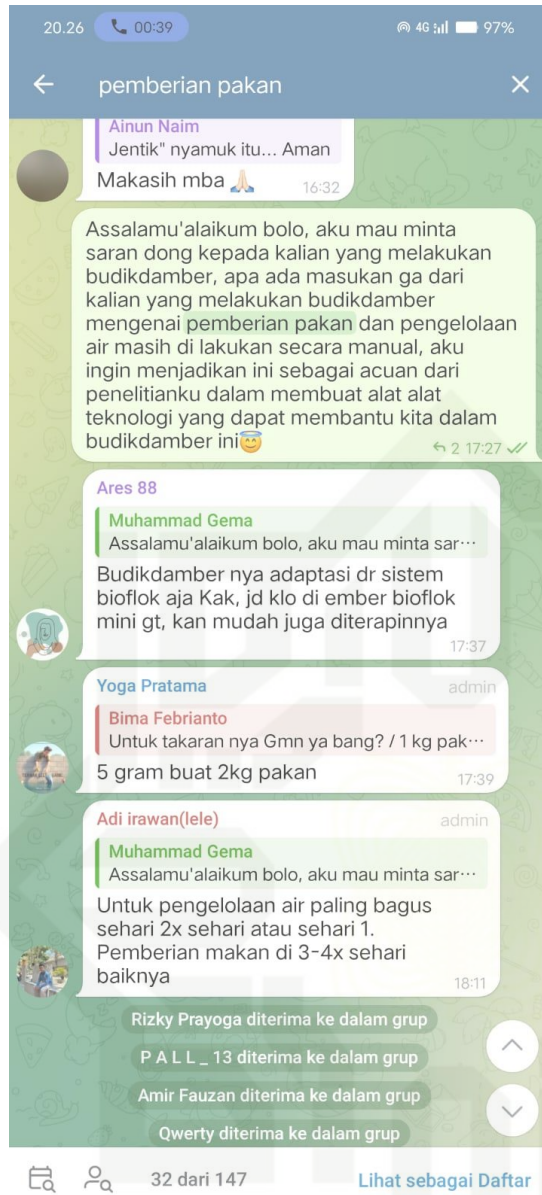 20.26 00:39 4G 97%
pemberian pakan
Ainun Naim
Jentik" nyamuk itu... Aman
Makasih mba 🙏🏻 16:32
Assalamu'alaikum bolo, aku mau minta
saran dong kepada kalian yang melakukan
budikdamber, apa ada masukan ga dari
kalian yang melakukan budikdamber
mengenai pemberian pakan dan pengelolaan
air masih di lakukan secara manual, aku
ingin menjadikan ini sebagai acuan dari
penelitianku dalam membuat alat alat
teknologi yang dapat membantu kita dalam
budikdamber ini😇 2 17:27
Ares 88
Muhammad Gema
Assalamu'alaikum bolo, aku mau minta sar···
Budikdamber nya adaptasi dr sistem
bioflok aja Kak, jd klo di ember bioflok
mini gt, kan mudah juga diterapinnya
17:37
Yoga Pratama admin
Bima Febrianto
Untuk takaran nya Gmn ya bang? / 1 kg pak···
5 gram buat 2kg pakan 17:39
Adi irawan(lele) admin
Muhammad Gema
Assalamu'alaikum bolo, aku mau minta sar···
Untuk pengelolaan air paling bagus
sehari 2x sehari atau sehari 1.
Pemberian makan di 3-4x sehari
baiknya 18:11
Rizky Prayoga diterima ke dalam grup
P A L L _ 13 diterima ke dalam grup
Amir Fauzan diterima ke dalam grup
Qwerty diterima ke dalam grup
32 dari 147 Lihat sebagai Daftar